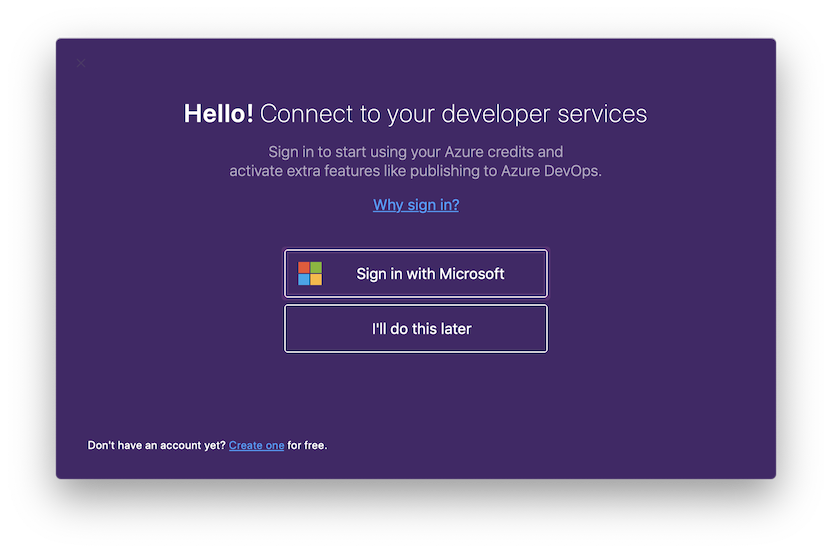 Hello! Connect to your developer services
Sign in to start using your Azure credits and
activate extra features like publishing to Azure DevOps.
Why sign in?
Sign in with Microsoft
I'll do this later
Don't have an account yet? Create one for free.